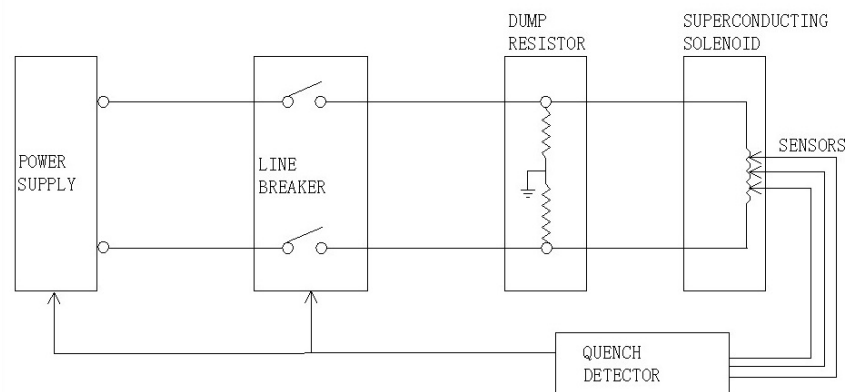 DUMP
RESISTOR
SUPERCONDUCTING
SOLENOID
POWER
SUPPLY
LINE
BREAKER
SENSORS
QUENCH
DETECTOR